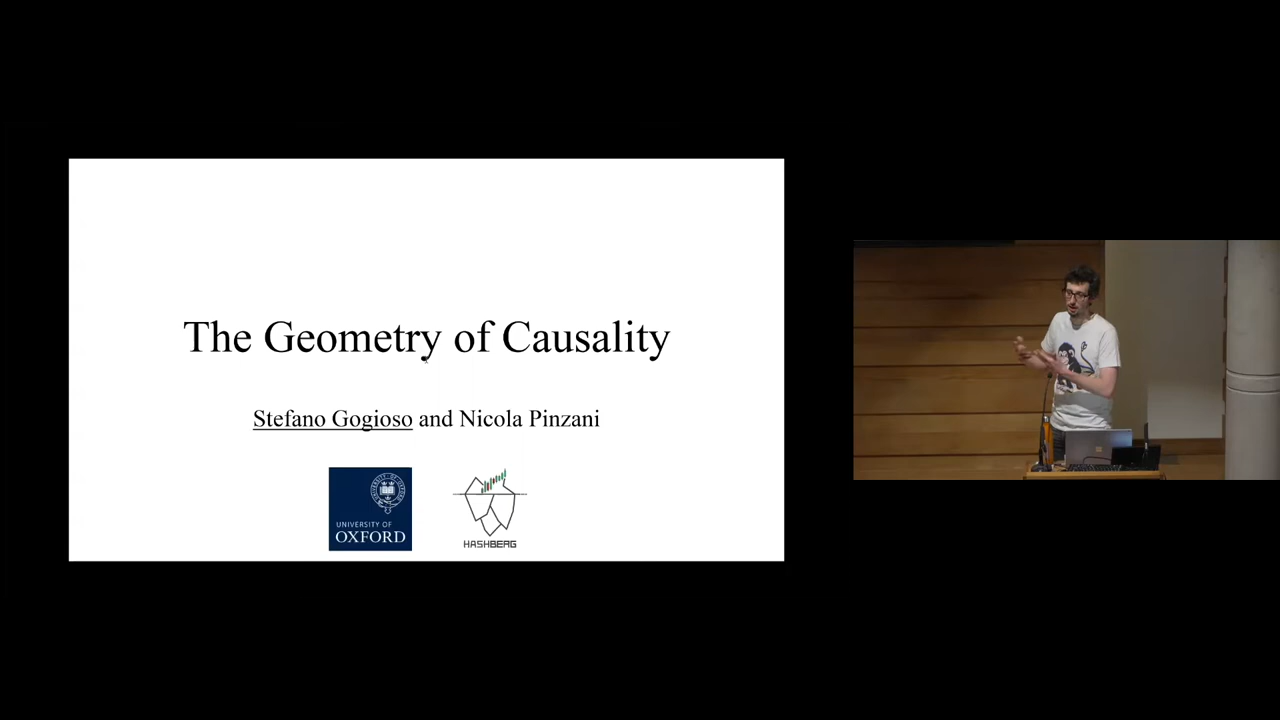 The Geometry of Causality
Stefano Gogioso and Nicola Pinzani
UNIVERSITY OF
OXFORD
HASHBERG